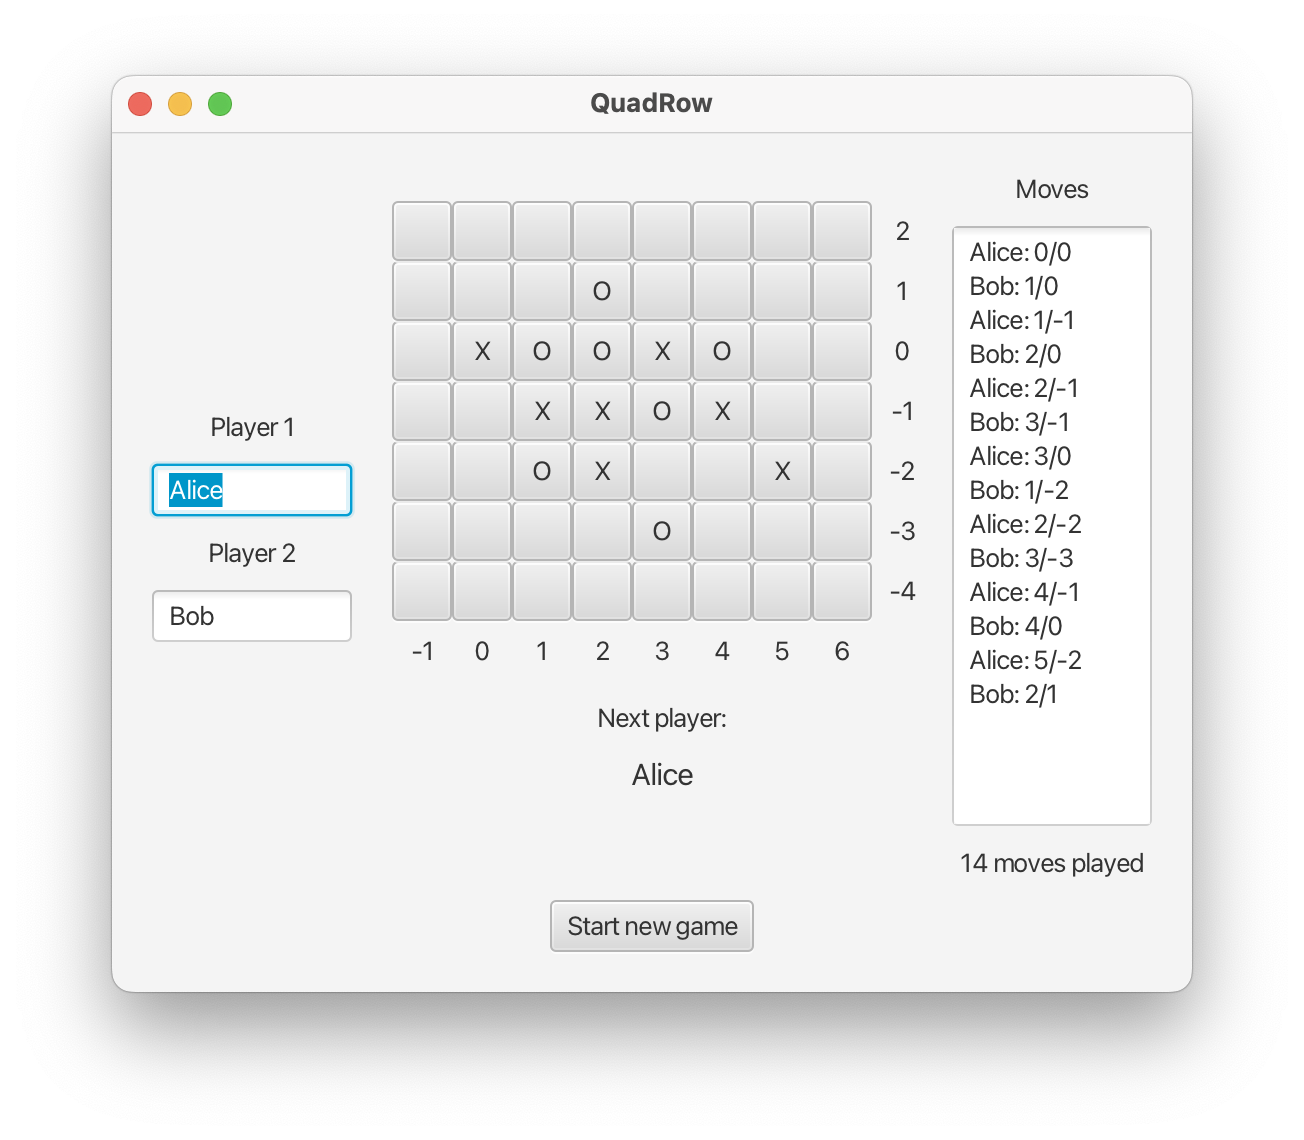 QuadRow
Player 1
Alice
Player 2
Bob
2
O 1
X O O X O 0
X X O X -1
O X X -2
O -3
-4
-1 0 1 2 3 4 5 6
Next player:
Alice
Start new game
Moves
Alice: 0/0
Bob: 1/0
Alice: 1/-1
Bob: 2/0
Alice: 2/-1
Bob: 3/-1
Alice: 3/0
Bob: 1/-2
Alice: 2/-2
Bob: 3/-3
Alice: 4/-1
Bob: 4/0
Alice: 5/-2
Bob: 2/1
14 moves played